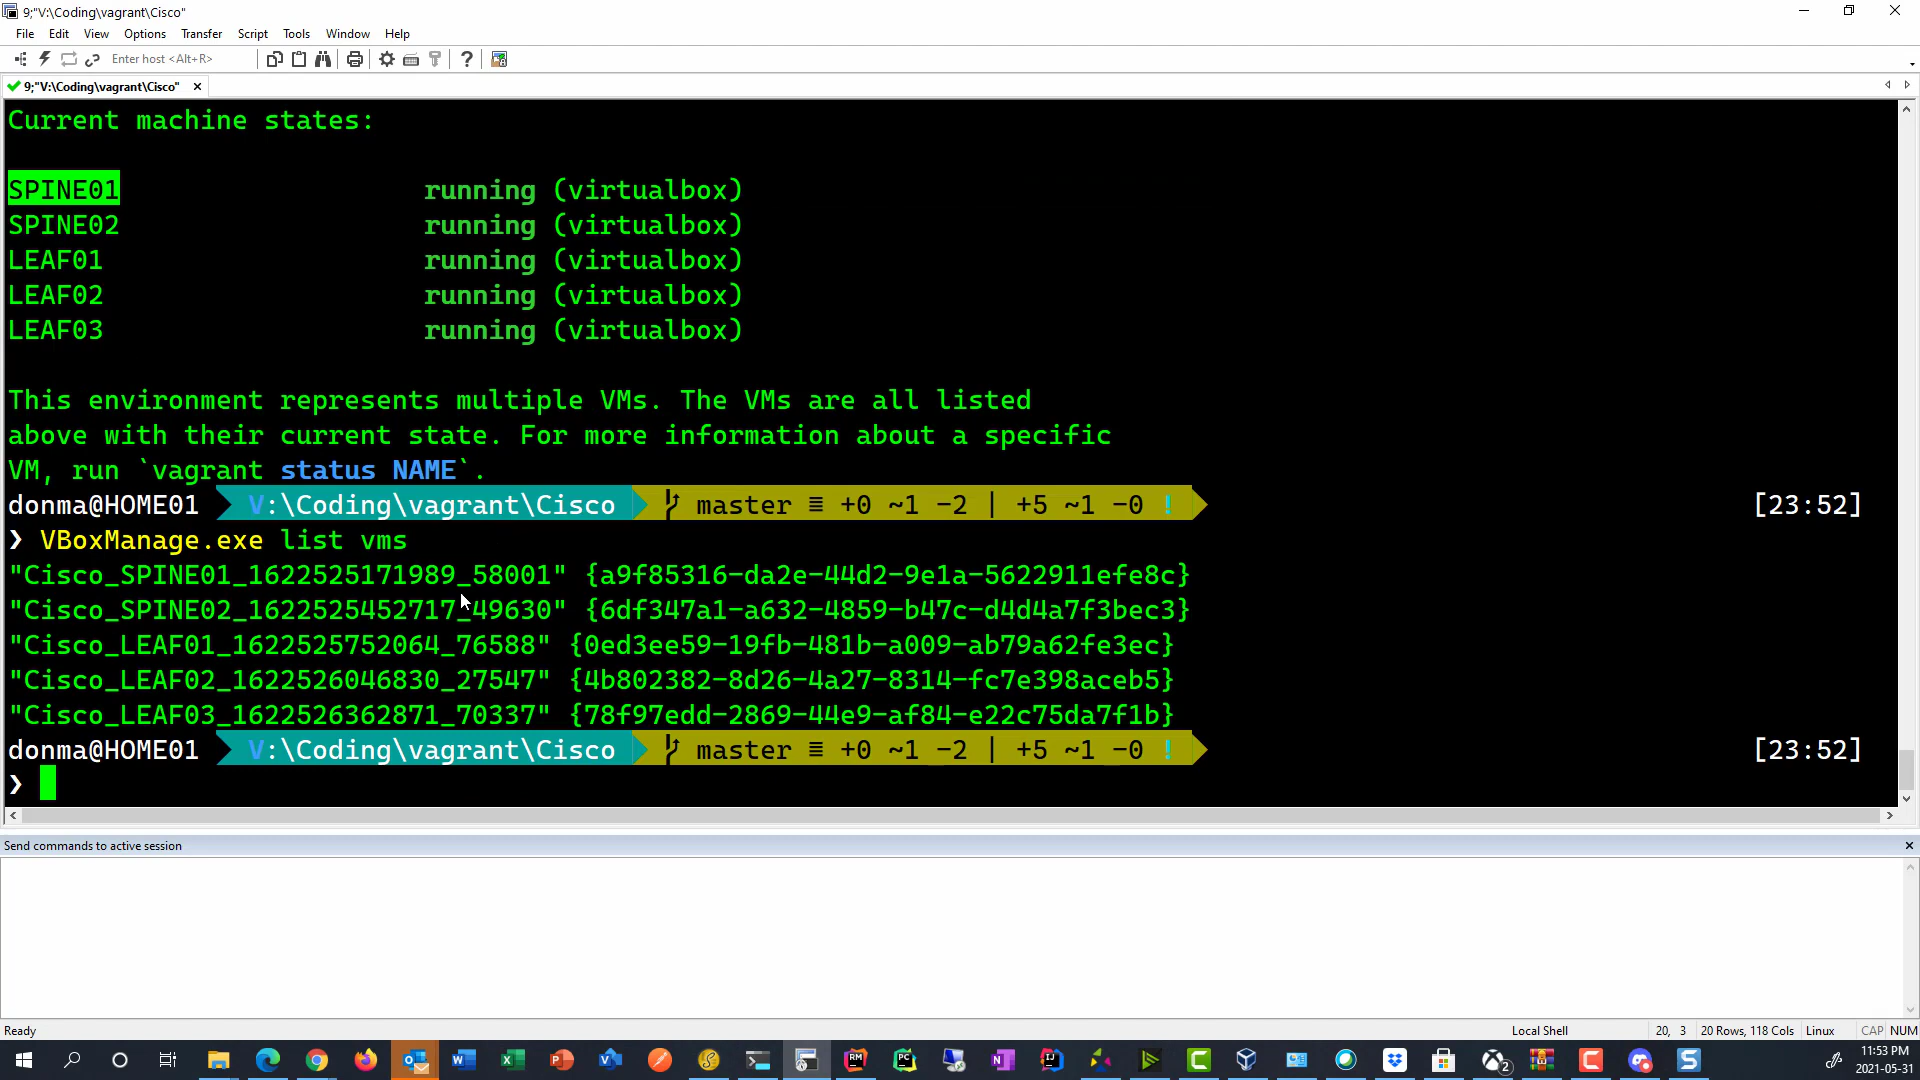 9;"V:\Coding\vagrant\Cisco"
File Edit View Options Transfer Script Tools Window Help
Enter host <Alt+R>
9;"V:\Coding\vagrant\Cisco"
Current machine states:
SPINE01 running (virtualbox)
SPINE02 running (virtualbox)
LEAF01 running (virtualbox)
LEAF02 running (virtualbox)
LEAF03 running (virtualbox)
This environment represents multiple VMs. The VMs are all listed
above with their current state. For more information about a specific
VM, run `vagrant status NAME`.
donma@HOME01 V:\Coding\vagrant\Cisco master ≡ +0 ~1 -2 | +5 ~1 -0 ! [23:52]
❯ VBoxManage.exe list vms
"Cisco_SPINE01_1622525171989_58001" {a9f85316-da2e-44d2-9e1a-5622911efe8c}
"Cisco_SPINE02_1622525452717_49630" {6df347a1-a632-4859-b47c-d4d4a7f3bec3}
"Cisco_LEAF01_1622525752064_76588" {0ed3ee59-19fb-481b-a009-ab79a62fe3ec}
"Cisco_LEAF02_1622526046830_27547" {4b802382-8d26-4a27-8314-fc7e398aceb5}
"Cisco_LEAF03_1622526362871_70337" {78f97edd-2869-44e9-af84-e22c75da7f1b}
donma@HOME01 V:\Coding\vagrant\Cisco master ≡ +0 ~1 -2 | +5 ~1 -0 ! [23:52]
❯
Send commands to active session
Ready Local Shell 20, 3 20 Rows, 118 Cols Linux CAP NUM
11:53 PM
2021-05-31